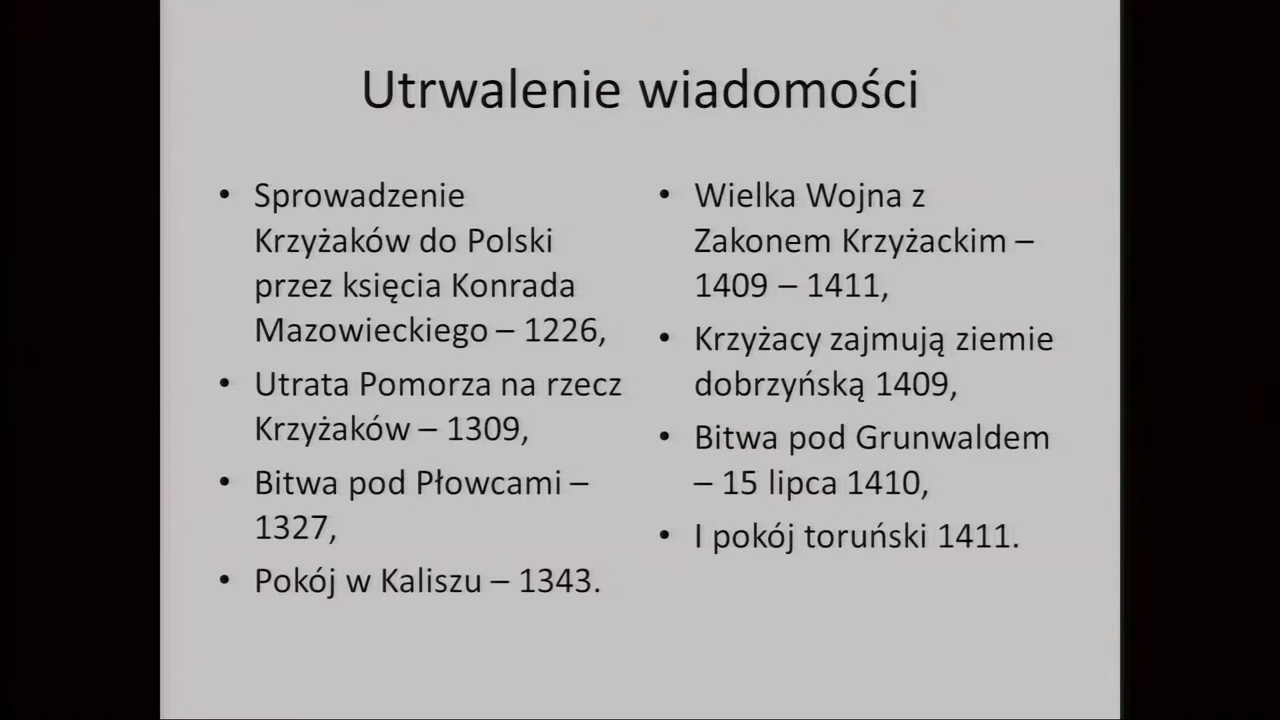 Utrwalenie wiadomości
• Sprowadzenie
Krzyżaków do Polski
przez księcia Konrada
Mazowieckiego – 1226,
• Utrata Pomorza na rzecz
Krzyżaków – 1309,
• Bitwa pod Płowcami –
1327,
• Pokój w Kaliszu – 1343.
• Wielka Wojna z
Zakonem Krzyżackim –
1409 – 1411,
• Krzyżacy zajmują ziemie
dobrzyńską 1409,
• Bitwa pod Grunwaldem
– 15 lipca 1410,
• I pokój toruński 1411.